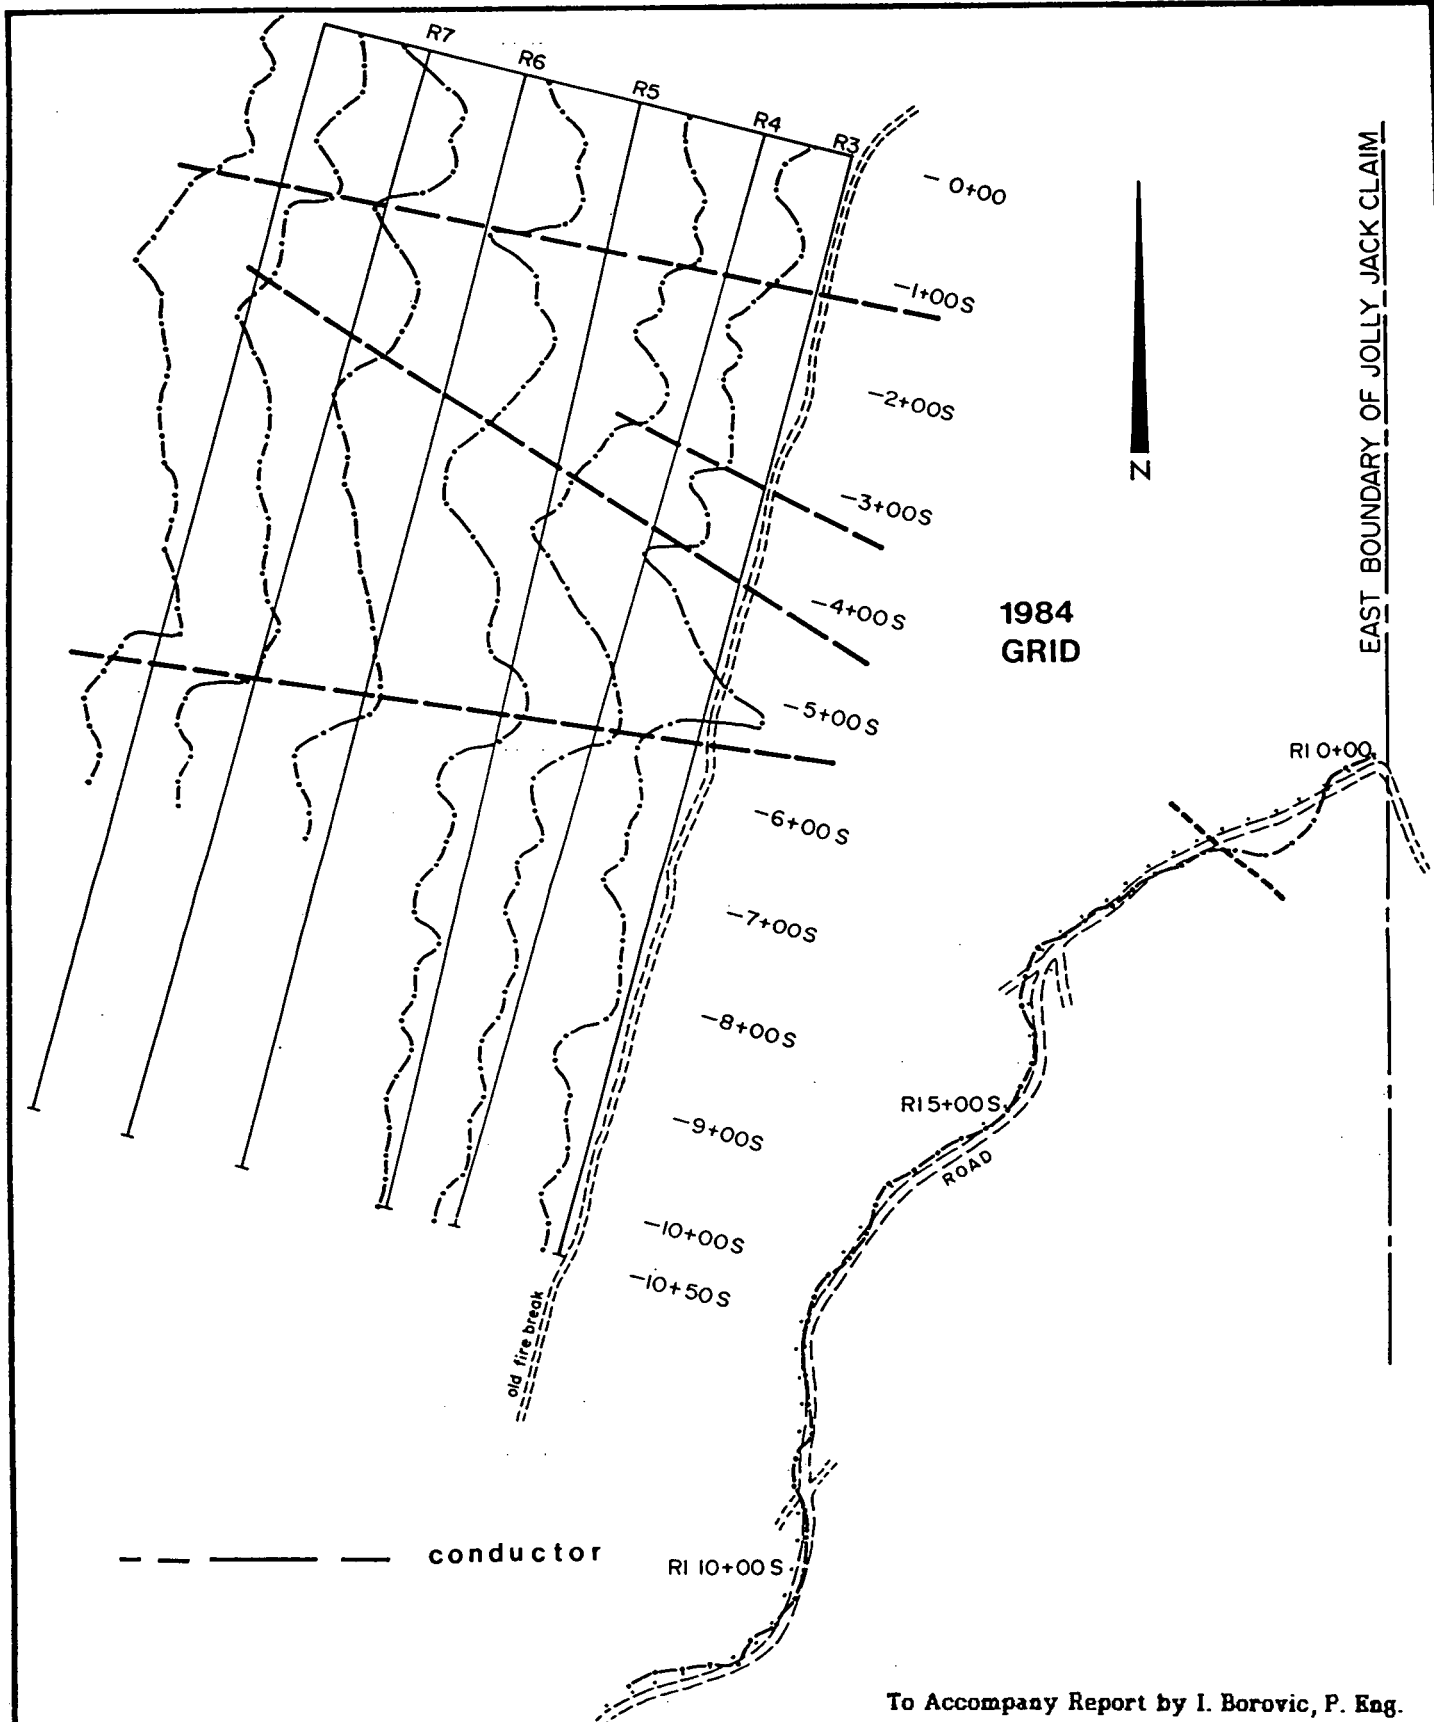 R7
R6
R5
R4
R3
- 0+00
-1+00S
-2+00S
-3+00S
-4+00S
-5+00S
-6+00S
-7+00S
-8+00S
-9+00S
-10+00S
-10+50S
N
EAST BOUNDARY OF JOLLY JACK CLAIM
1984
GRID
R1 0+00
R1 5+00S
ROAD
old fire break
conductor
R1 10+00S
To Accompany Report by I. Borovic, P. Eng.